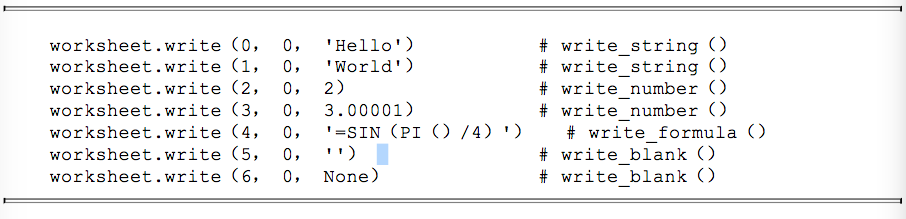 worksheet.write (0, 0, 'Hello') # write_string ()
worksheet.write (1, 0, 'World') # write_string ()
worksheet.write (2, 0, 2) # write_number ()
worksheet.write (3, 0, 3.00001) # write_number ()
worksheet.write (4, 0, '=SIN (PI () /4) ') # write_formula ()
worksheet.write (5, 0, '') # write_blank ()
worksheet.write (6, 0, None) # write_blank ()